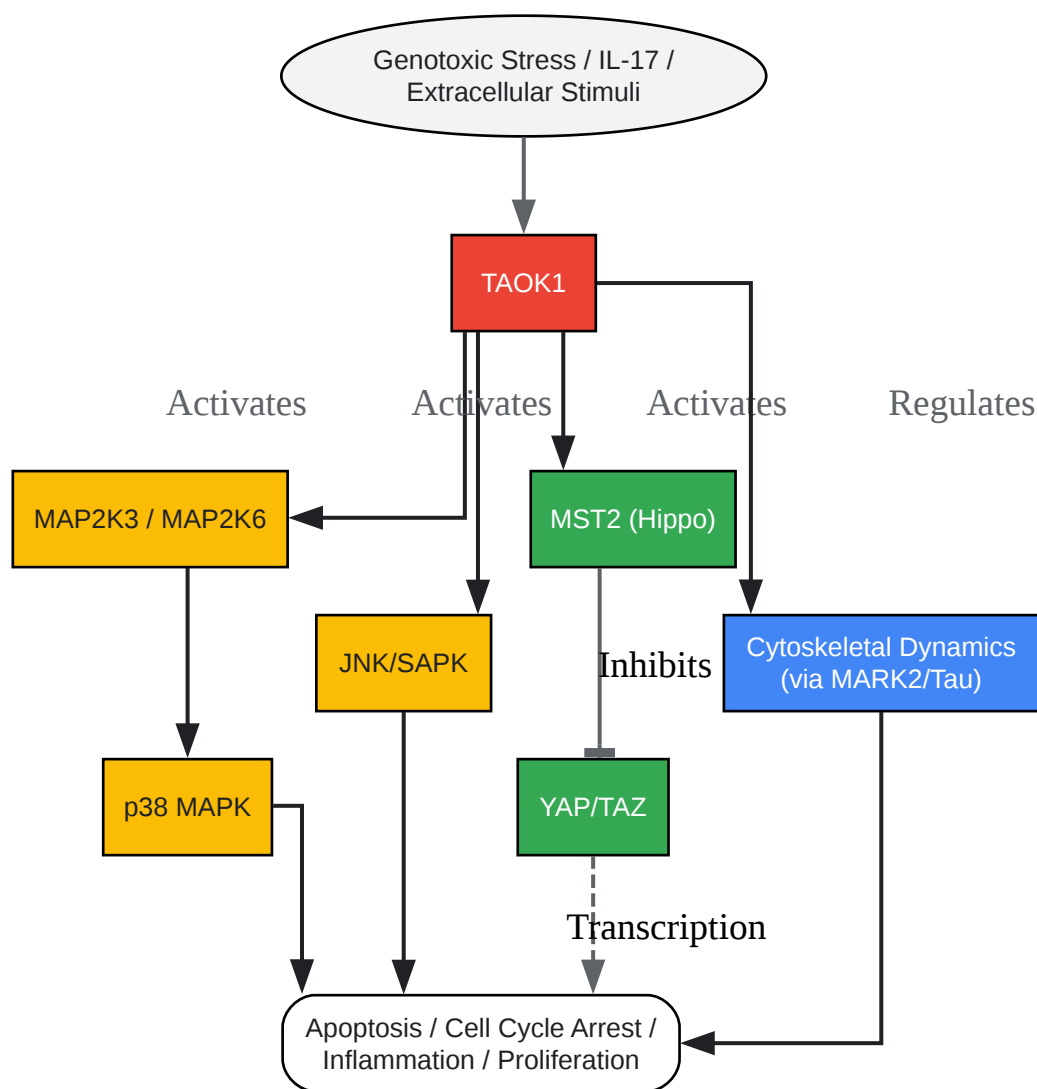 Genotoxic Stress / IL-17 /
Extracellular Stimuli
TAOK1
Activates
Activates
Activates
Regulates
MAP2K3 / MAP2K6
MST2 (Hippo)
JNK/SAPK
Inhibits
Cytoskeletal Dynamics
(via MARK2/Tau)
p38 MAPK
YAP/TAZ
Transcription
Apoptosis / Cell Cycle Arrest /
Inflammation / Proliferation